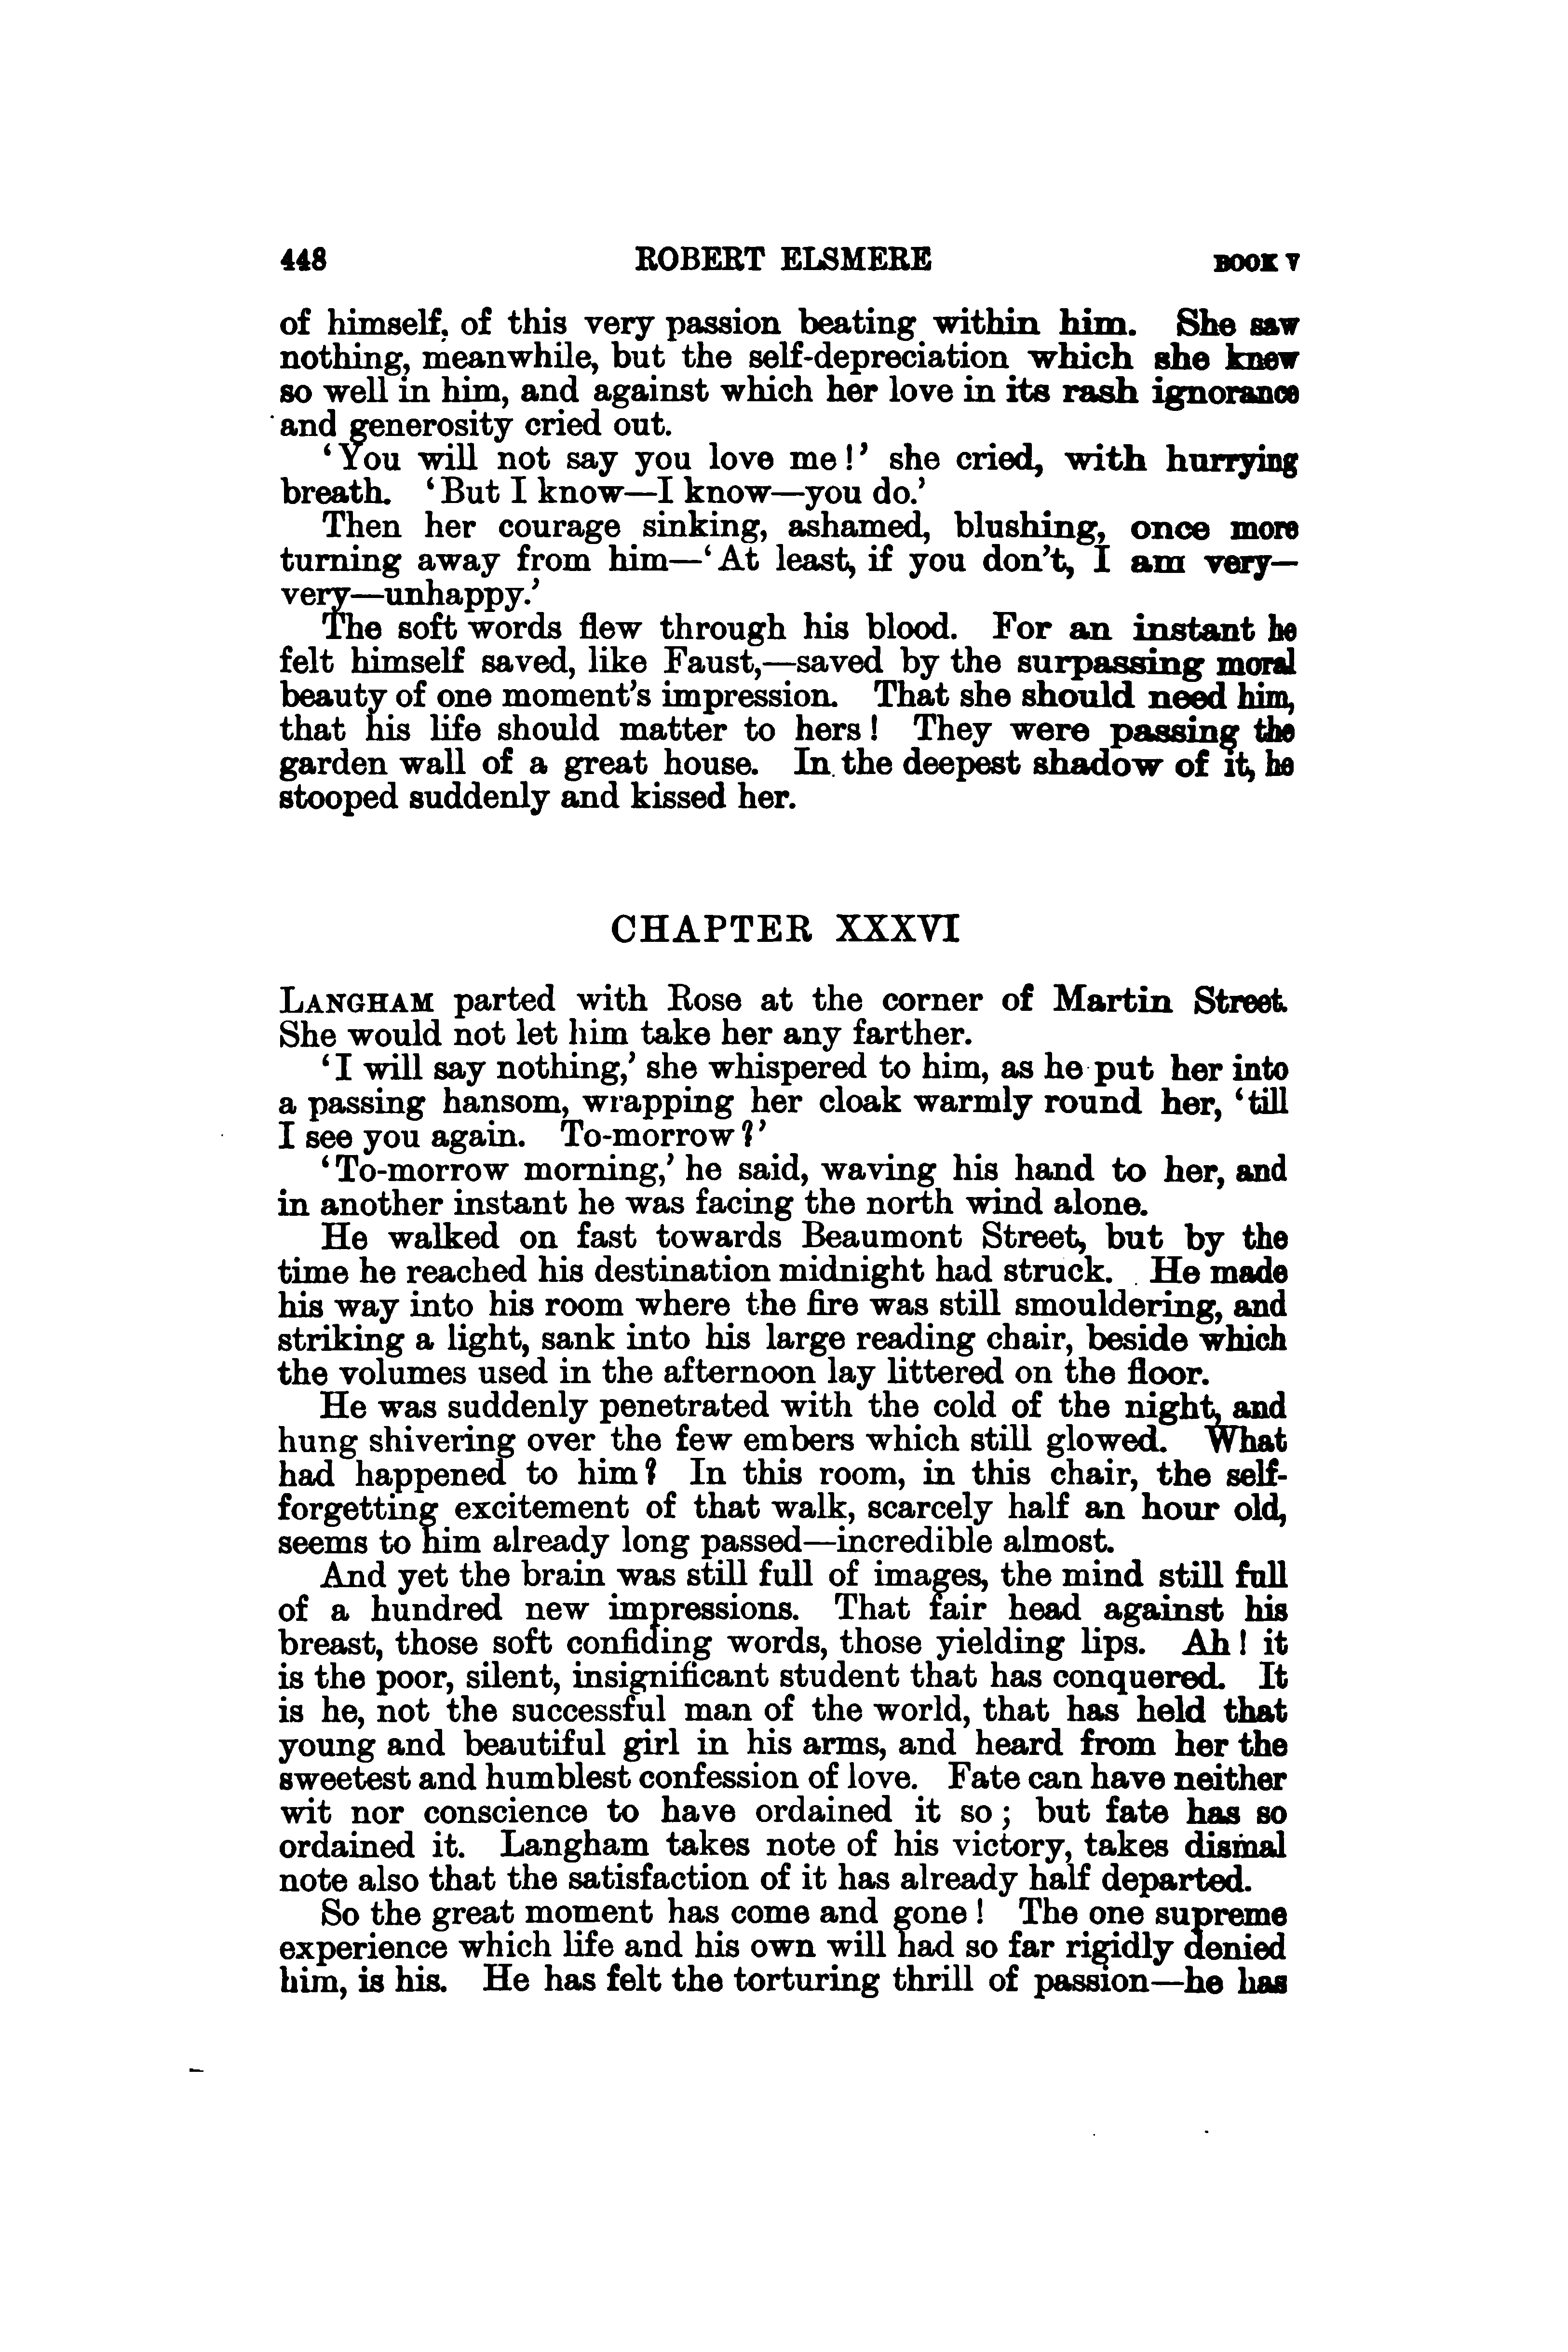 448 ROBERT ELSMERE BOOK V
of himself, of this very passion beating within him. She saw
nothing, meanwhile, but the self-depreciation which she knew
so well in him, and against which her love in its rash ignorance
and generosity cried out.
‘You will not say you love me!’ she cried, with hurrying
breath. ‘But I know—I know—you do.’
Then her courage sinking, ashamed, blushing, once more
turning away from him—‘At least, if you don’t, I am very—
very—unhappy.’
The soft words flew through his blood. For an instant he
felt himself saved, like Faust,—saved by the surpassing moral
beauty of one moment’s impression. That she should need him,
that his life should matter to hers! They were passing the
garden wall of a great house. In the deepest shadow of it, he
stooped suddenly and kissed her.
CHAPTER XXXVI
LANGHAM parted with Rose at the corner of Martin Street.
She would not let him take her any farther.
‘I will say nothing,’ she whispered to him, as he put her into
a passing hansom, wrapping her cloak warmly round her, ‘till
I see you again. To-morrow?’
‘To-morrow morning,’ he said, waving his hand to her, and
in another instant he was facing the north wind alone.
He walked on fast towards Beaumont Street, but by the
time he reached his destination midnight had struck. He made
his way into his room where the fire was still smouldering, and
striking a light, sank into his large reading chair, beside which
the volumes used in the afternoon lay littered on the floor.
He was suddenly penetrated with the cold of the night, and
hung shivering over the few embers which still glowed. What
had happened to him? In this room, in this chair, the self-
forgetting excitement of that walk, scarcely half an hour old,
seems to him already long passed—incredible almost.
And yet the brain was still full of images, the mind still full
of a hundred new impressions. That fair head against his
breast, those soft confiding words, those yielding lips. Ah! it
is the poor, silent, insignificant student that has conquered. It
is he, not the successful man of the world, that has held that
young and beautiful girl in his arms, and heard from her the
sweetest and humblest confession of love. Fate can have neither
wit nor conscience to have ordained it so; but fate has so
ordained it. Langham takes note of his victory, takes dismal
note also that the satisfaction of it has already half departed.
So the great moment has come and gone! The one supreme
experience which life and his own will had so far rigidly denied
him, is his. He has felt the torturing thrill of passion—he has